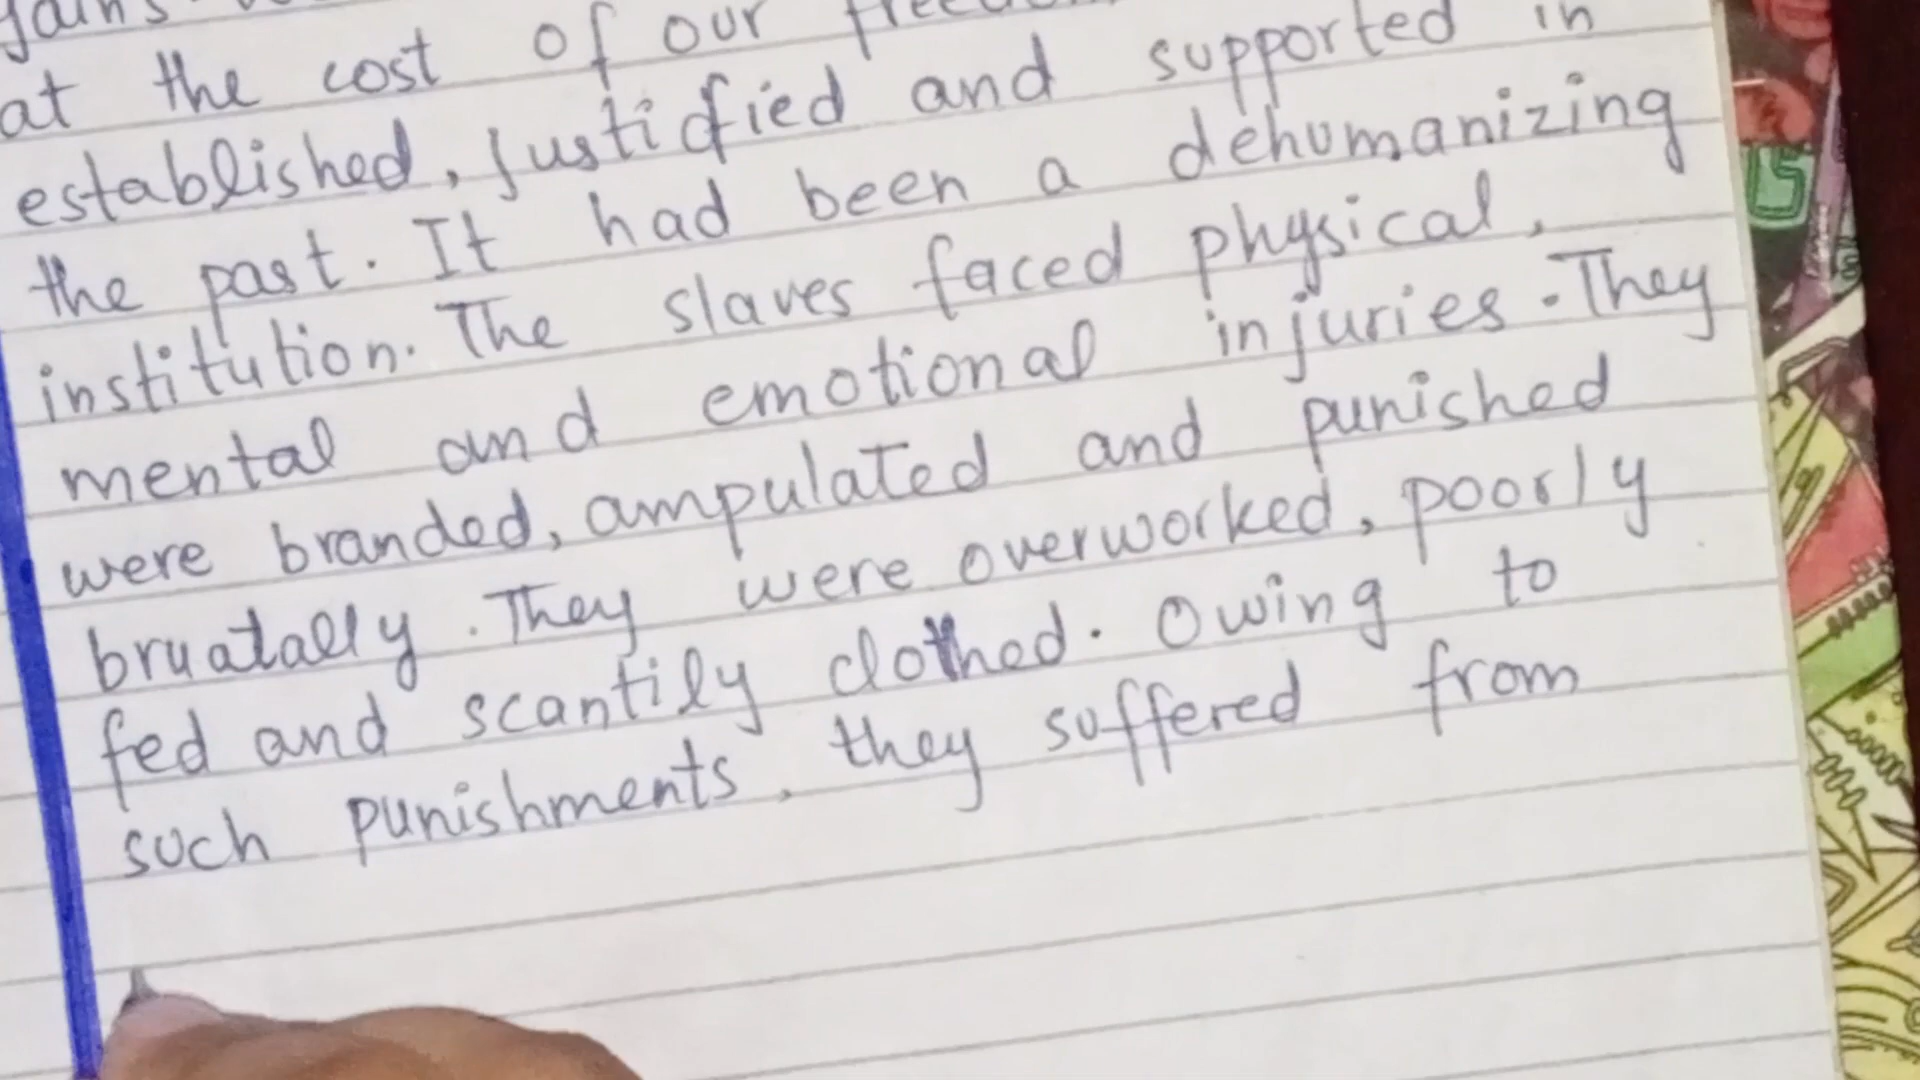 at the cost of our
established, justidfied and supported in
the past. It had been a dehumanizing
institution. The slaves faced physical,
mental and emotional injuries. They
were branded, ampulated and punished
bruatally. They were overworked, poorly
fed and scantily clothed. Owing to
such punishments, they suffered from